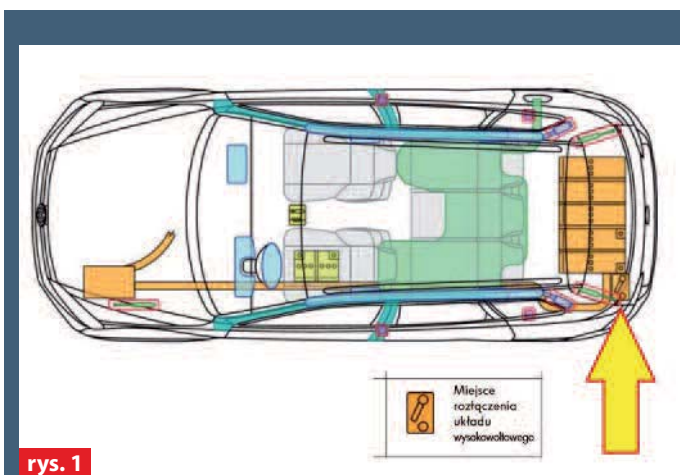 Miejsce
rozłączenia
układu
wysokowoltowego
rys. 1